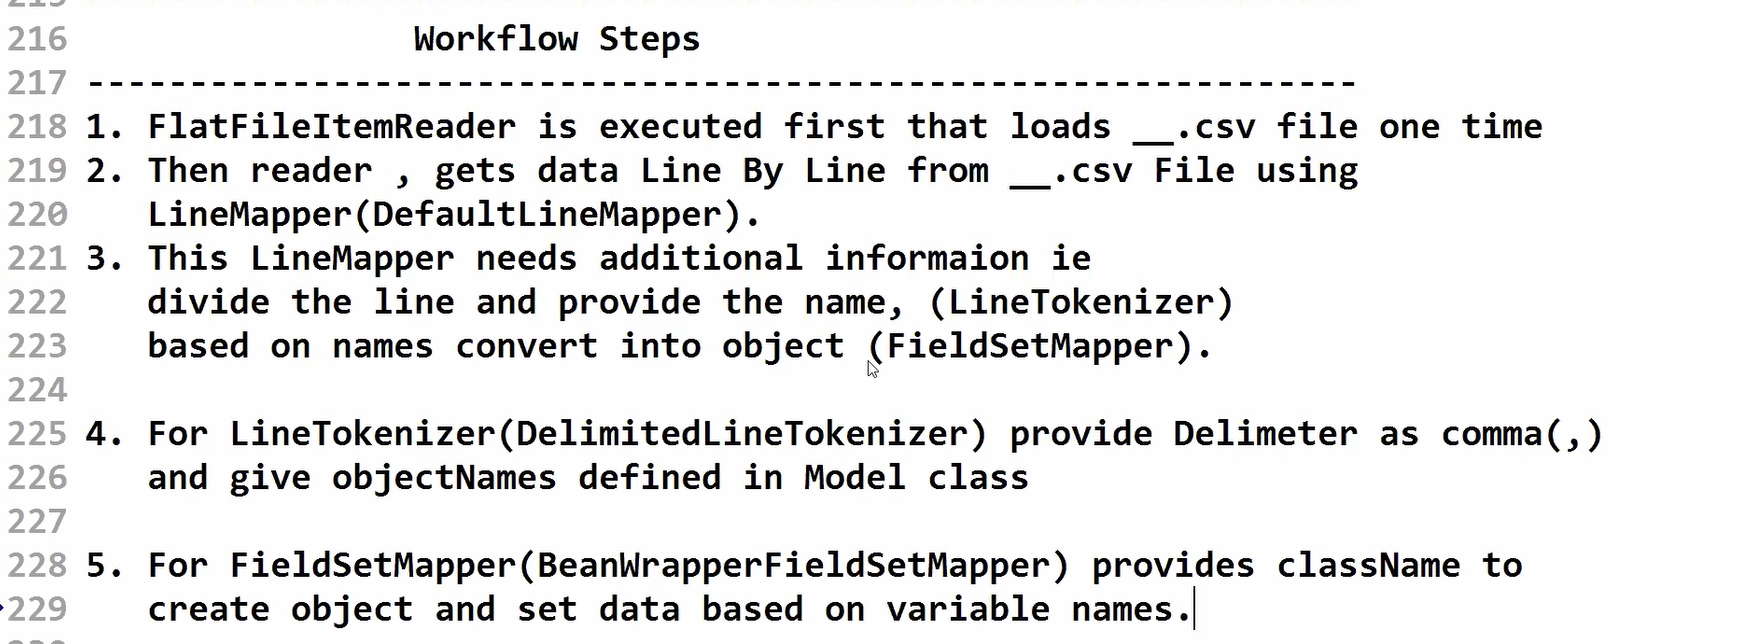 216 Workflow Steps
217 --------------------------------------------------------------
218 1. FlatFileItemReader is executed first that loads __.csv file one time
219 2. Then reader , gets data Line By Line from __.csv File using
220 LineMapper(DefaultLineMapper).
221 3. This LineMapper needs additional informaion ie
222 divide the line and provide the name, (LineTokenizer)
223 based on names convert into object (FieldSetMapper).
224
225 4. For LineTokenizer(DelimitedLineTokenizer) provide Delimeter as comma(,)
226 and give objectNames defined in Model class
227
228 5. For FieldSetMapper(BeanWrapperFieldSetMapper) provides className to
229 create object and set data based on variable names.